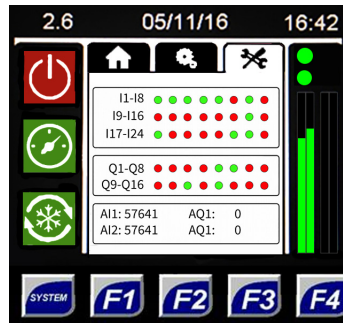 2.6 05/11/16 16:42
I1-I8
I9-I16
I17-I24
Q1-Q8
Q9-Q16
AI1: 57641 AQ1: 0
AI2: 57641 AQ1: 0
SYSTEM F1 F2 F3 F4